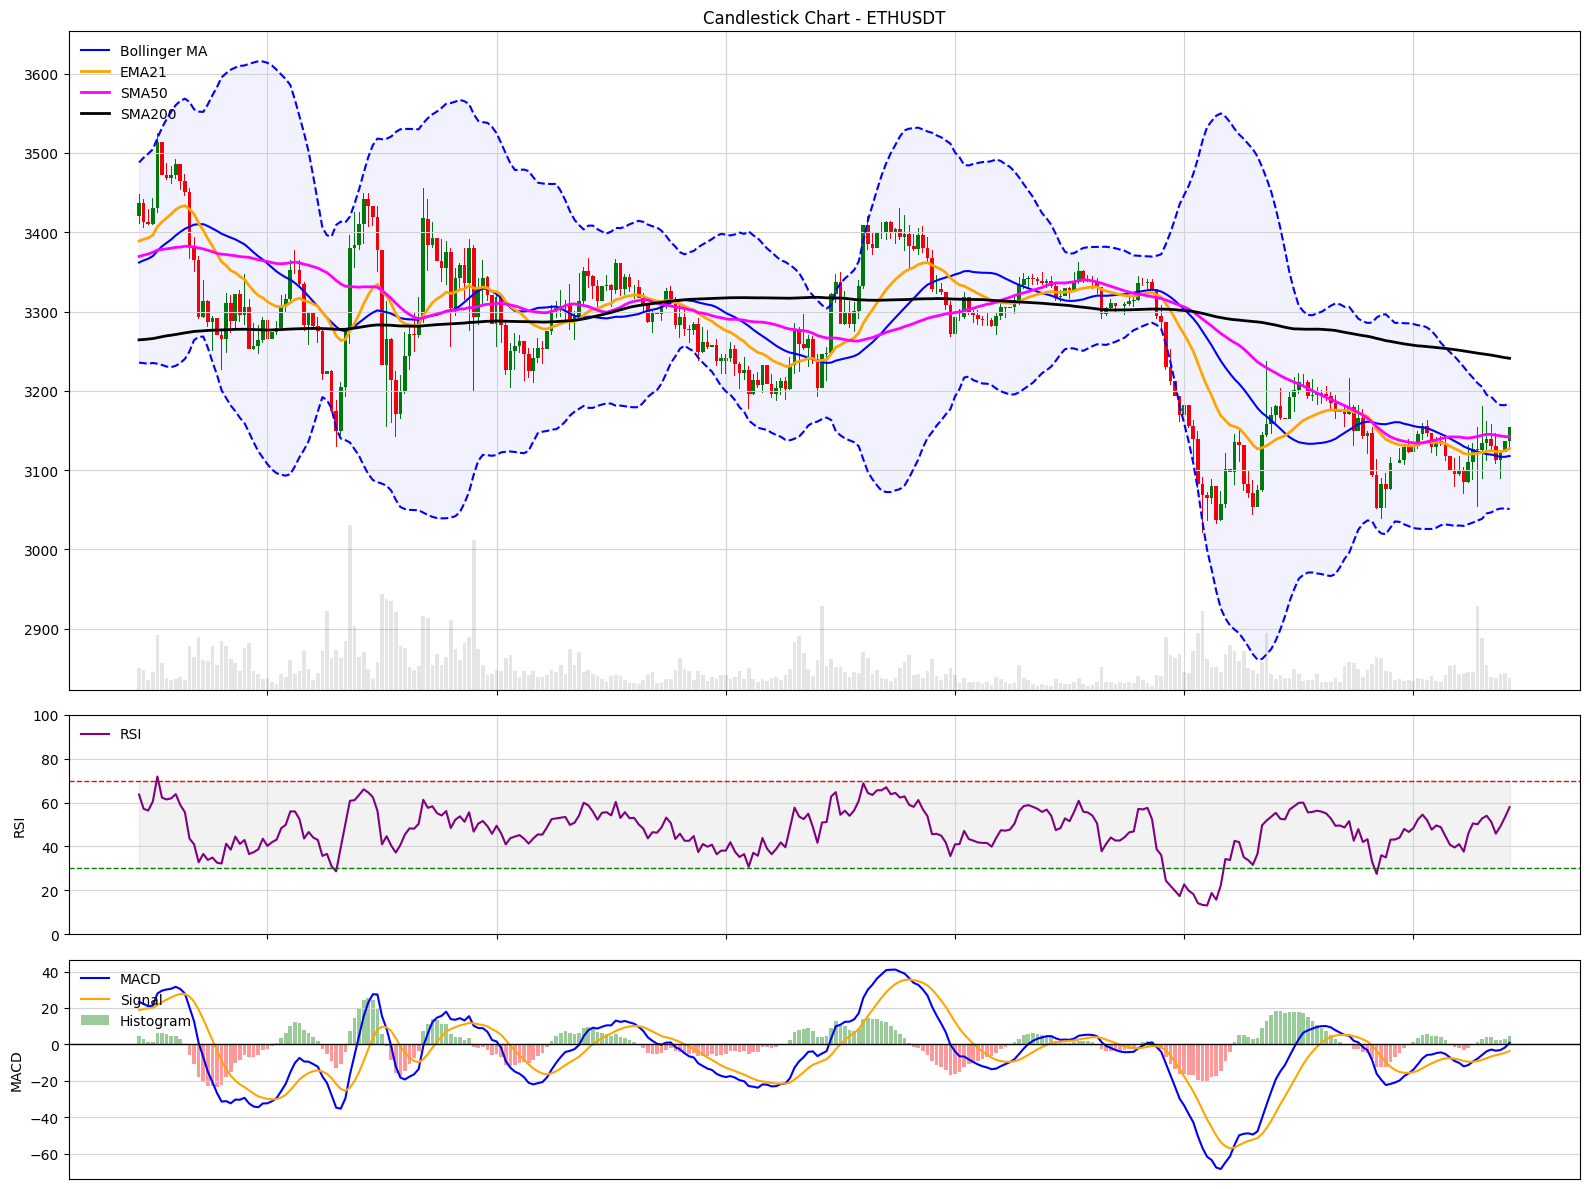 Candlestick Chart - ETHUSDT
Bollinger MA
EMA21
SMA50
SMA200
3600
3500
3400
3300
3200
3100
3000
2900
RSI
RSI
100
80
60
40
20
0
MACD
Signal
Histogram
MACD
40
20
0
−20
−40
−60